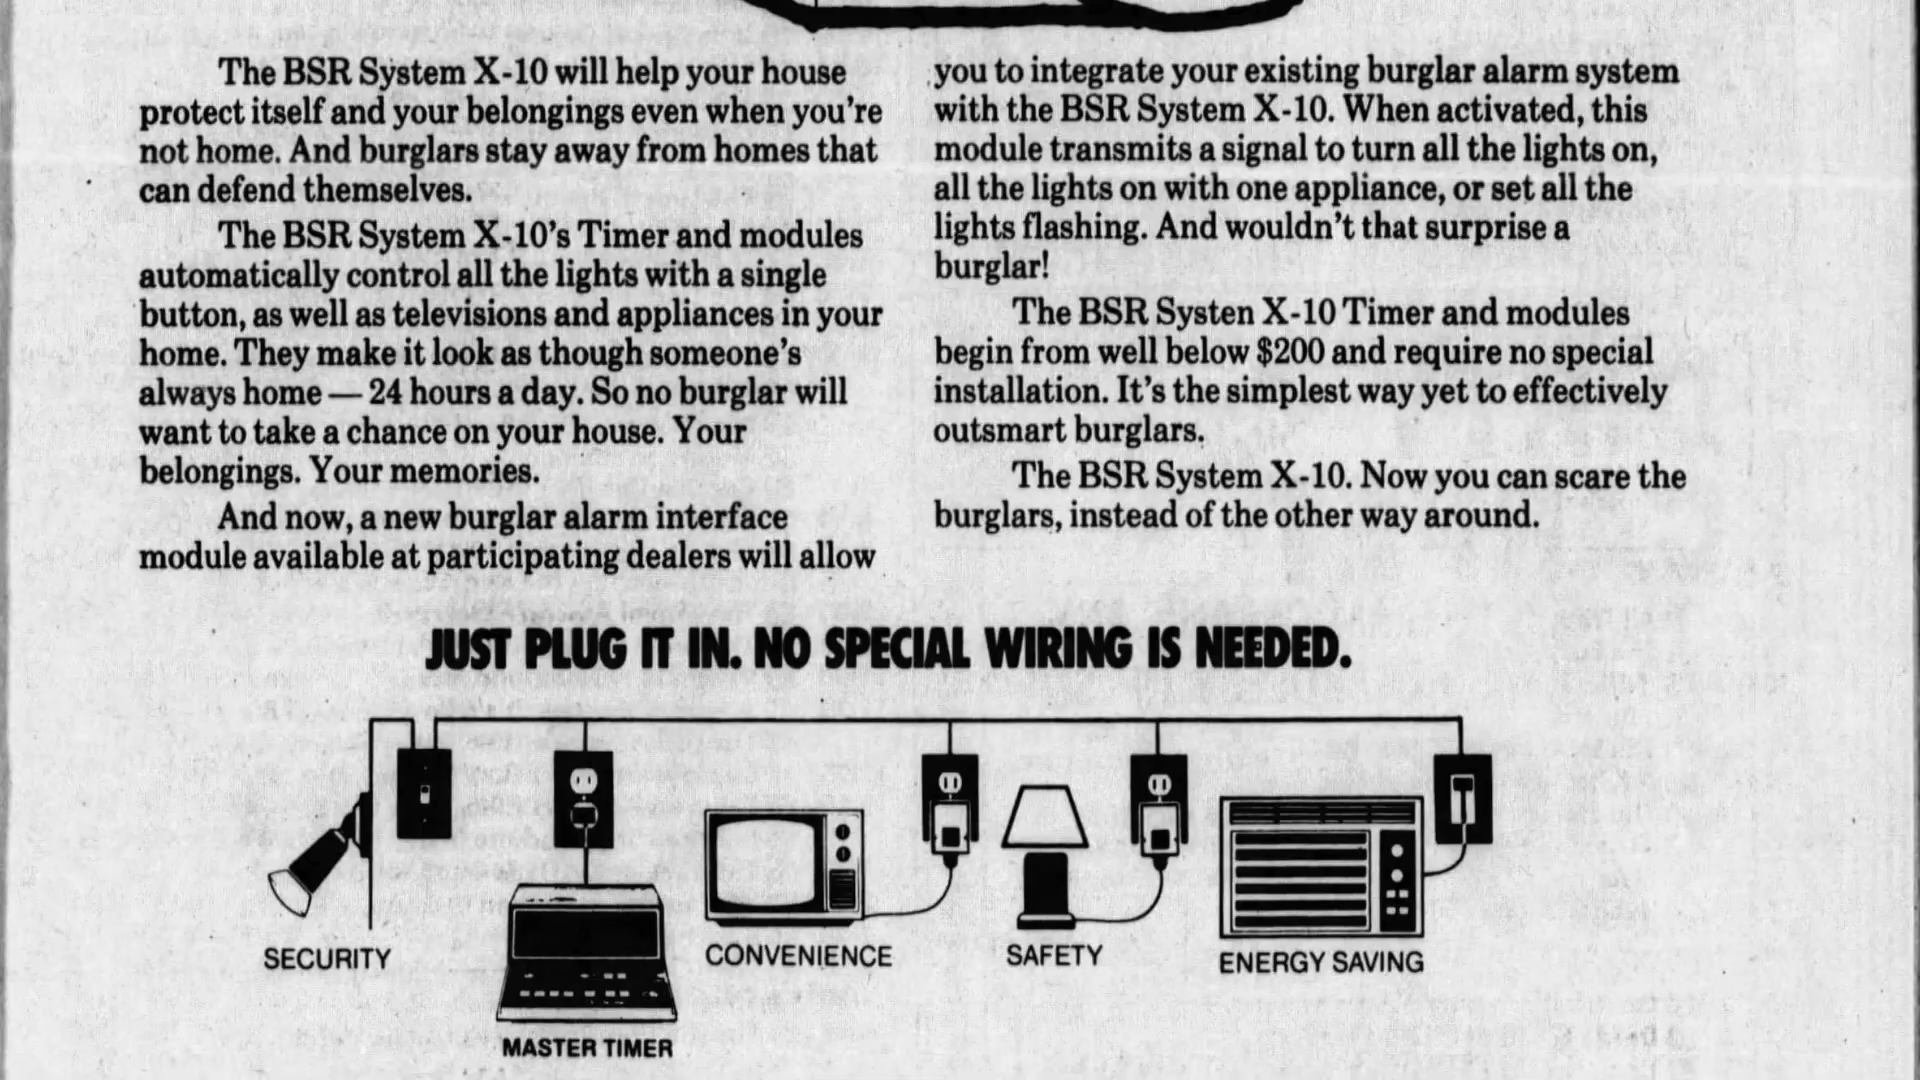 The BSR System X-10 will help your house
protect itself and your belongings even when you're
not home. And burglars stay away from homes that
can defend themselves.
The BSR System X-10's Timer and modules
automatically control all the lights with a single
button, as well as televisions and appliances in your
home. They make it look as though someone's
always home — 24 hours a day. So no burglar will
want to take a chance on your house. Your
belongings. Your memories.
And now, a new burglar alarm interface
module available at participating dealers will allow
you to integrate your existing burglar alarm system
with the BSR System X-10. When activated, this
module transmits a signal to turn all the lights on,
all the lights on with one appliance, or set all the
lights flashing. And wouldn't that surprise a
burglar!
The BSR Systen X-10 Timer and modules
begin from well below $200 and require no special
installation. It's the simplest way yet to effectively
outsmart burglars.
The BSR System X-10. Now you can scare the
burglars, instead of the other way around.
JUST PLUG IT IN. NO SPECIAL WIRING IS NEEDED.
SECURITY
MASTER TIMER
CONVENIENCE
SAFETY
ENERGY SAVING